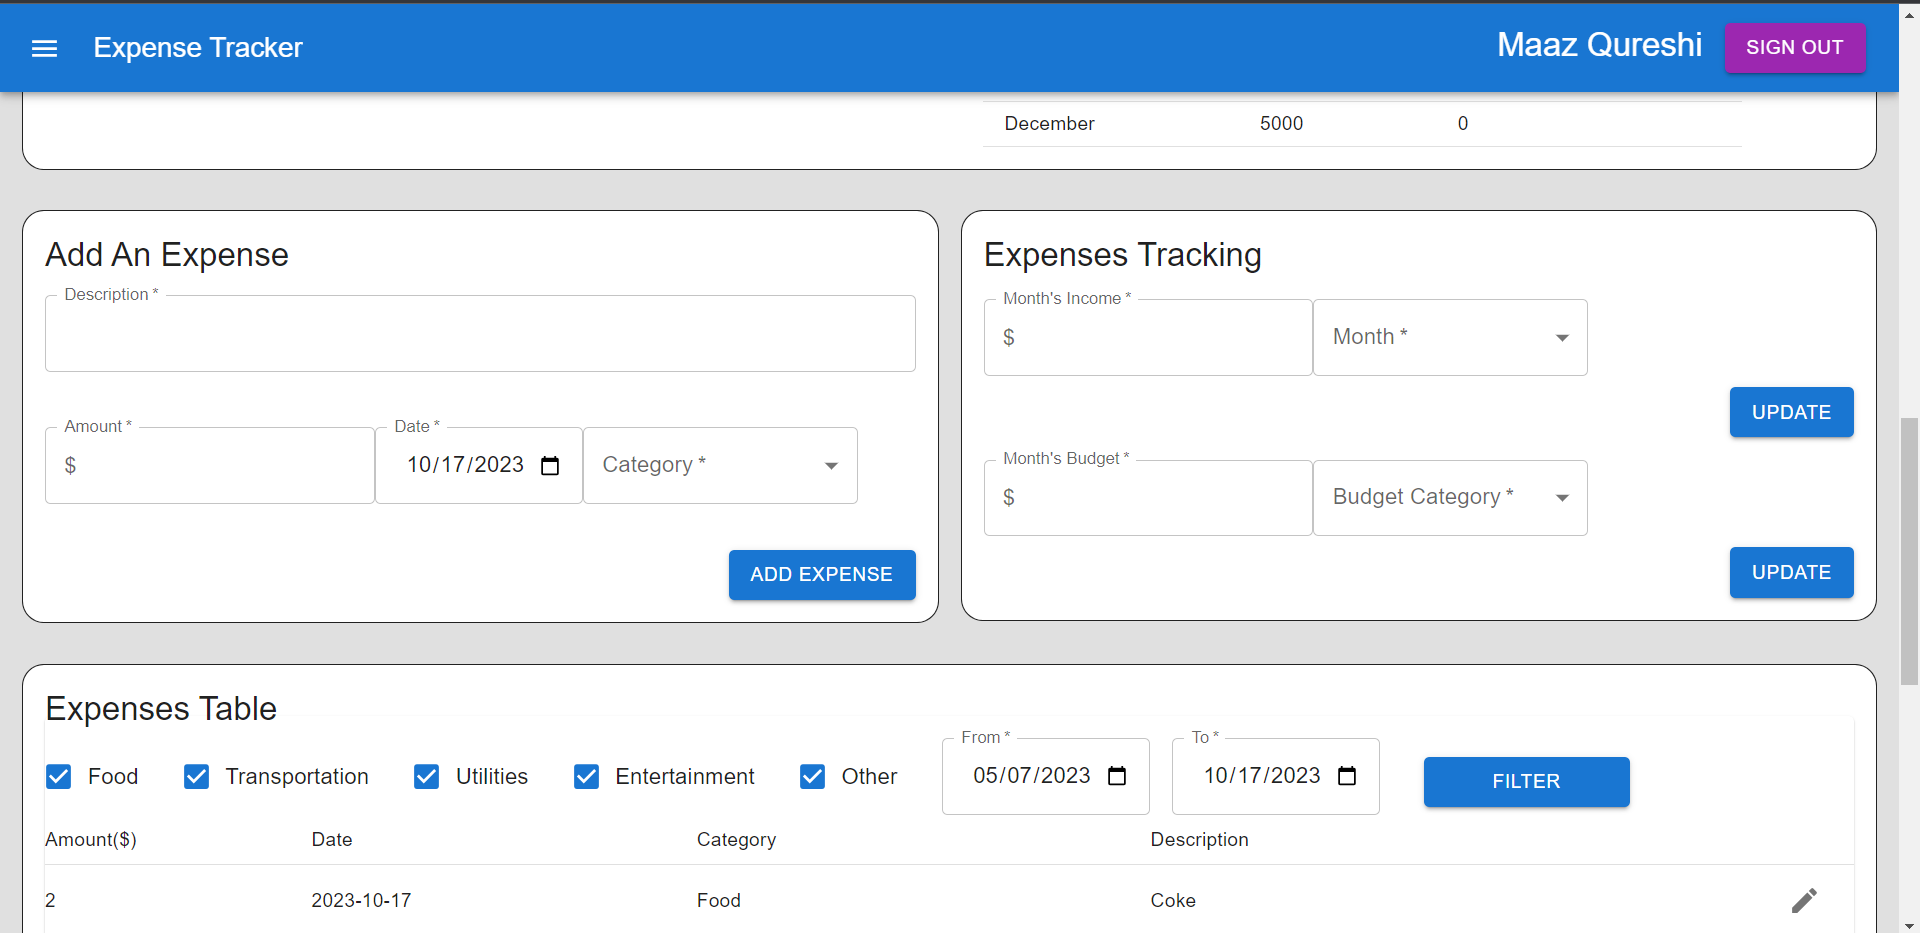 Expense Tracker
Maaz Qureshi
SIGN OUT
December 5000 0
Add An Expense
Description *
Amount *
$
Date *
10/17/2023
Category *
ADD EXPENSE
Expenses Tracking
Month's Income *
$
Month *
UPDATE
Month's Budget *
$
Budget Category *
UPDATE
Expenses Table
Food
Transportation
Utilities
Entertainment
Other
From *
05/07/2023
To *
10/17/2023
FILTER
Amount($) Date Category Description
2 2023-10-17 Food Coke